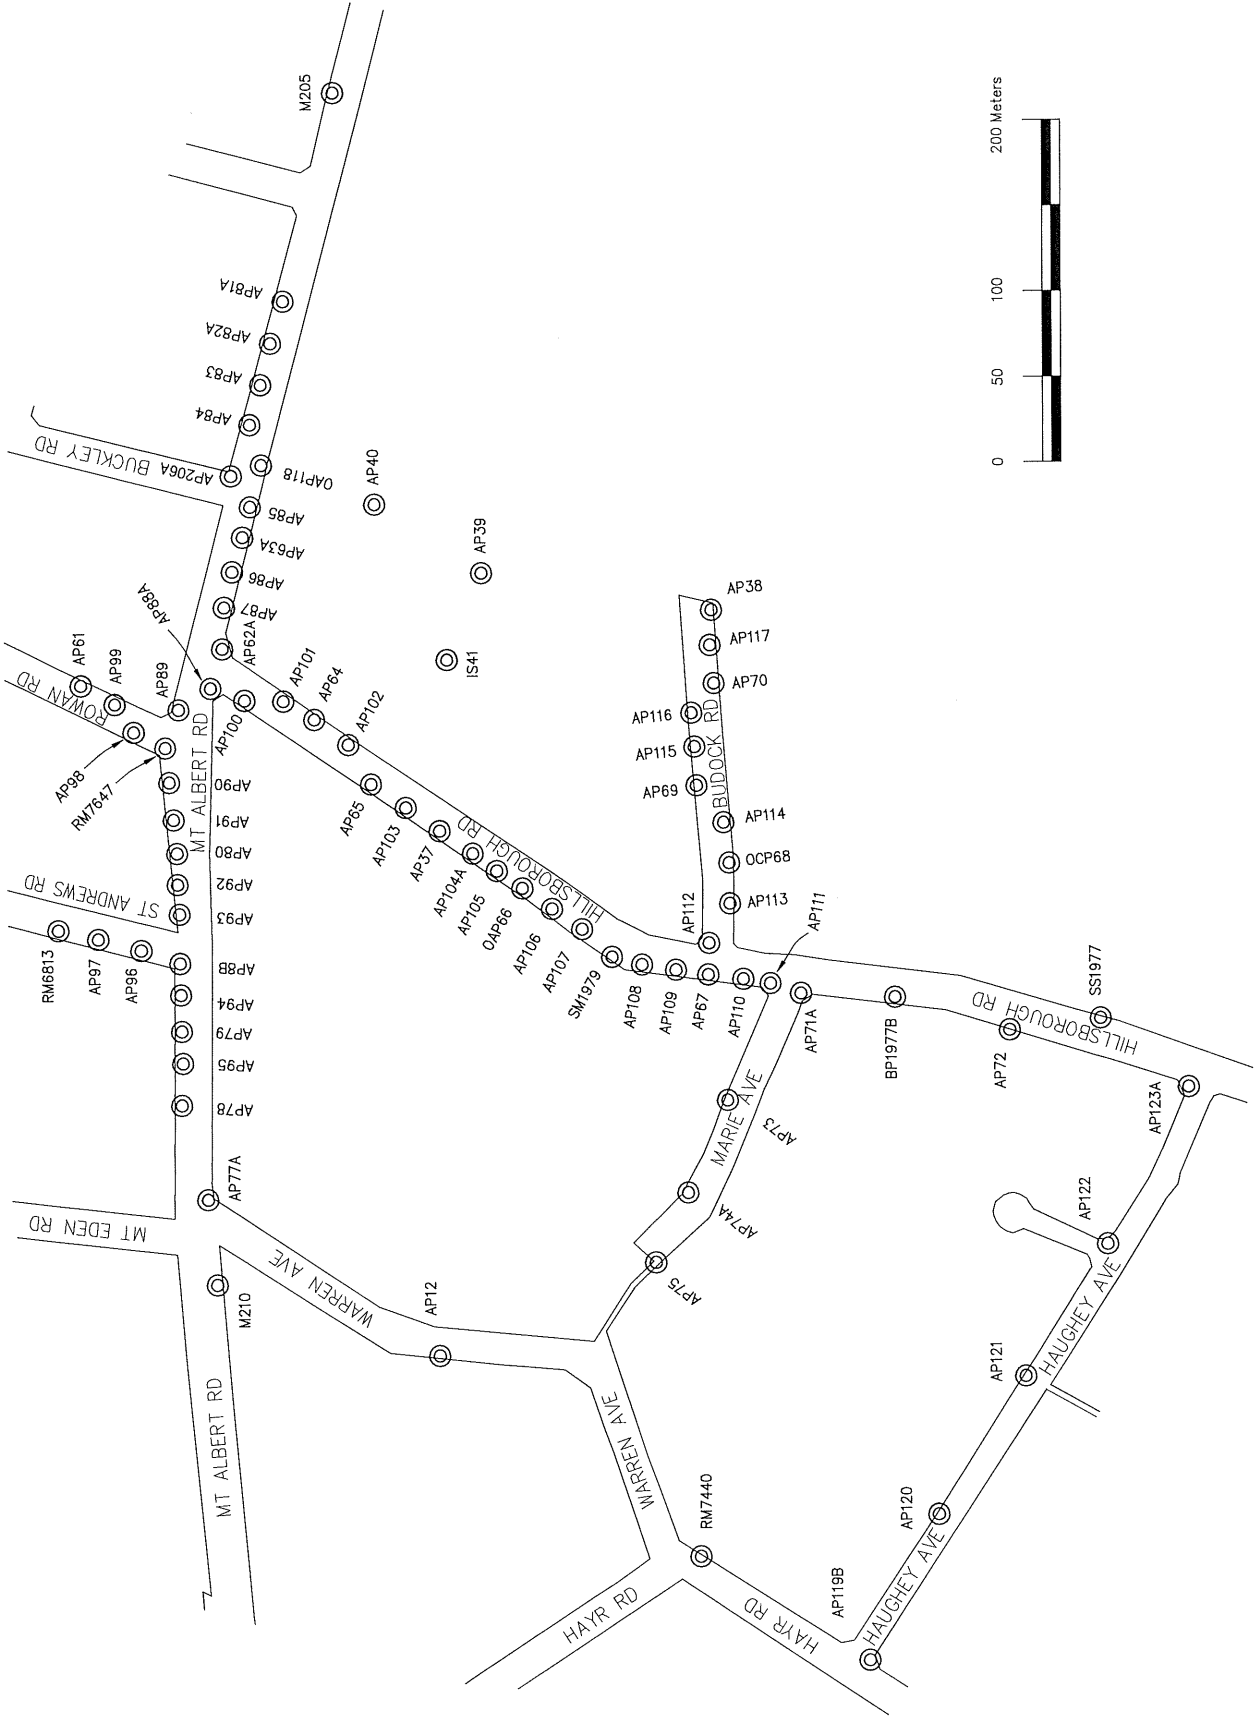 M205
200 Meters
100
50
0
AP81A
AP82A
AP83
AP84
BUCKLEY RD
AP206A
OAP118
AP85
AP63A
AP86
AP87
AP62A
AP88A
AP40
AP39
IS41
AP61
AP99
AP89
ROWAN RD
AP98
RM7647
MT ALBERT RD
AP100
AP101
AP64
AP102
AP90
AP91
AP80
AP92
AP93
ST ANDREWS RD
RM6813
AP97
AP96
AP8B
AP94
AP79
AP95
AP78
AP77A
AP65
AP103
AP37
AP104A
AP105
OAP66
AP106
AP107
SM1979
HILLSBOROUGH RD
AP108
AP109
AP67
AP110
AP111
AP112
AP38
AP117
AP70
AP116
AP115
AP69
BUDOCK RD
AP114
OCP68
AP113
AP71A
BP1977B
AP72
SS1977
HILLSBOROUGH RD
AP123A
MARIE AVE
AP73
AP74A
AP75
MT EDEN RD
WARREN AVE
M210
AP12
MT ALBERT RD
WARREN AVE
RM7440
HAYR RD
HAYR RD
AP122
AP121
HAUGHEY AVE
AP120
AP119B
HAUGHEY AVE